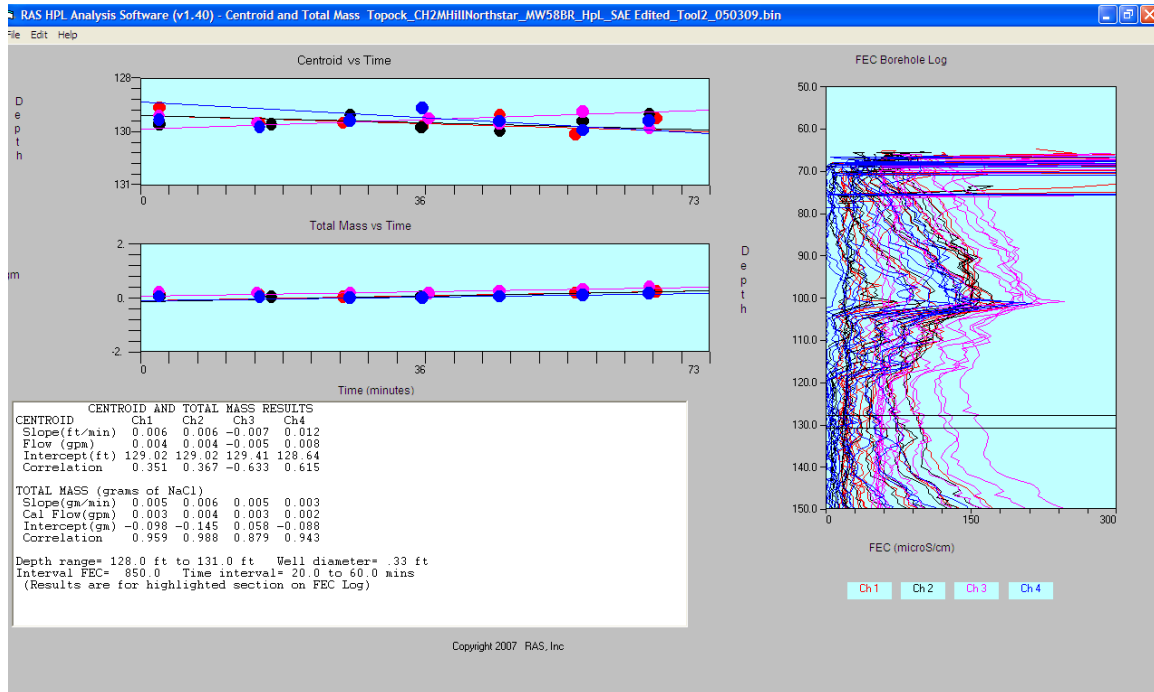 RAS HPL Analysis Software (v1.40) - Centroid and Total Mass Topock_CH2MHillNorthstar_MW58BR_HpL_SAE Edited_Tool2_050309.bin
File Edit Help
Centroid vs Time
Depth
128
130
131
0 36 73
Total Mass vs Time
um
2.
0.
-2.
0 36 73
Time (minutes)
CENTROID AND TOTAL MASS RESULTS
CENTROID Ch1 Ch2 Ch3 Ch4
Slope(ft/min) 0.006 0.006 -0.007 0.012
Flow (gpm) 0.004 0.004 -0.005 0.008
Intercept(ft) 129.02 129.02 129.41 128.64
Correlation 0.351 0.367 -0.633 0.615
TOTAL MASS (grams of NaCl)
Slope(gm/min) 0.005 0.006 0.005 0.003
Cal Flow(gpm) 0.003 0.004 0.003 0.002
Intercept(gm) -0.098 -0.145 0.058 -0.088
Correlation 0.959 0.988 0.879 0.943
Depth range= 128.0 ft to 131.0 ft Well diameter= .33 ft
Interval FEC= 850.0 Time interval= 20.0 to 60.0 mins
(Results are for highlighted section on FEC Log)
FEC Borehole Log
Depth
50.0
60.0
70.0
80.0
90.0
100.0
110.0
120.0
130.0
140.0
150.0
0 150 300
FEC (microS/cm)
Ch 1 Ch 2 Ch 3 Ch 4
Copyright 2007 RAS, Inc